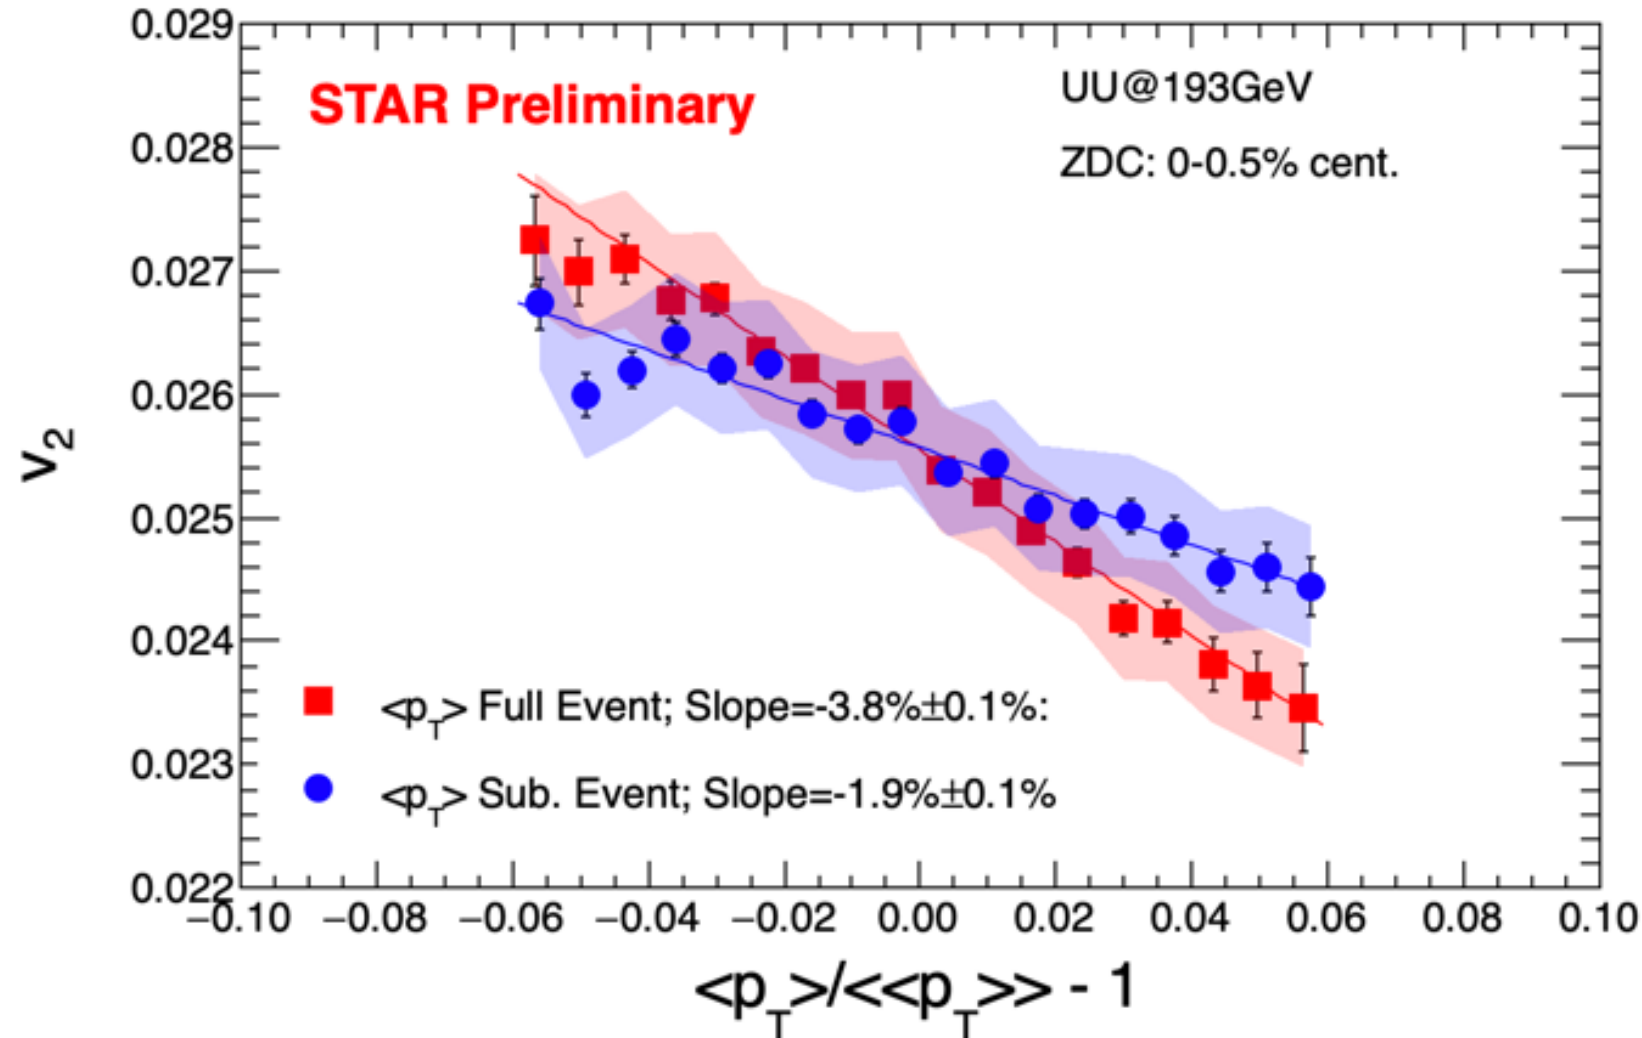 0.029
0.028
0.027
0.026
0.025
0.024
0.023
0.022
v2
STAR Preliminary
UU@193GeV
ZDC: 0-0.5% cent.
<pT> Full Event; Slope=-3.8%±0.1%:
<pT> Sub. Event; Slope=-1.9%±0.1%
−0.10 −0.08 −0.06 −0.04 −0.02 0.00 0.02 0.04 0.06 0.08 0.10
<pT>/<<pT>> - 1